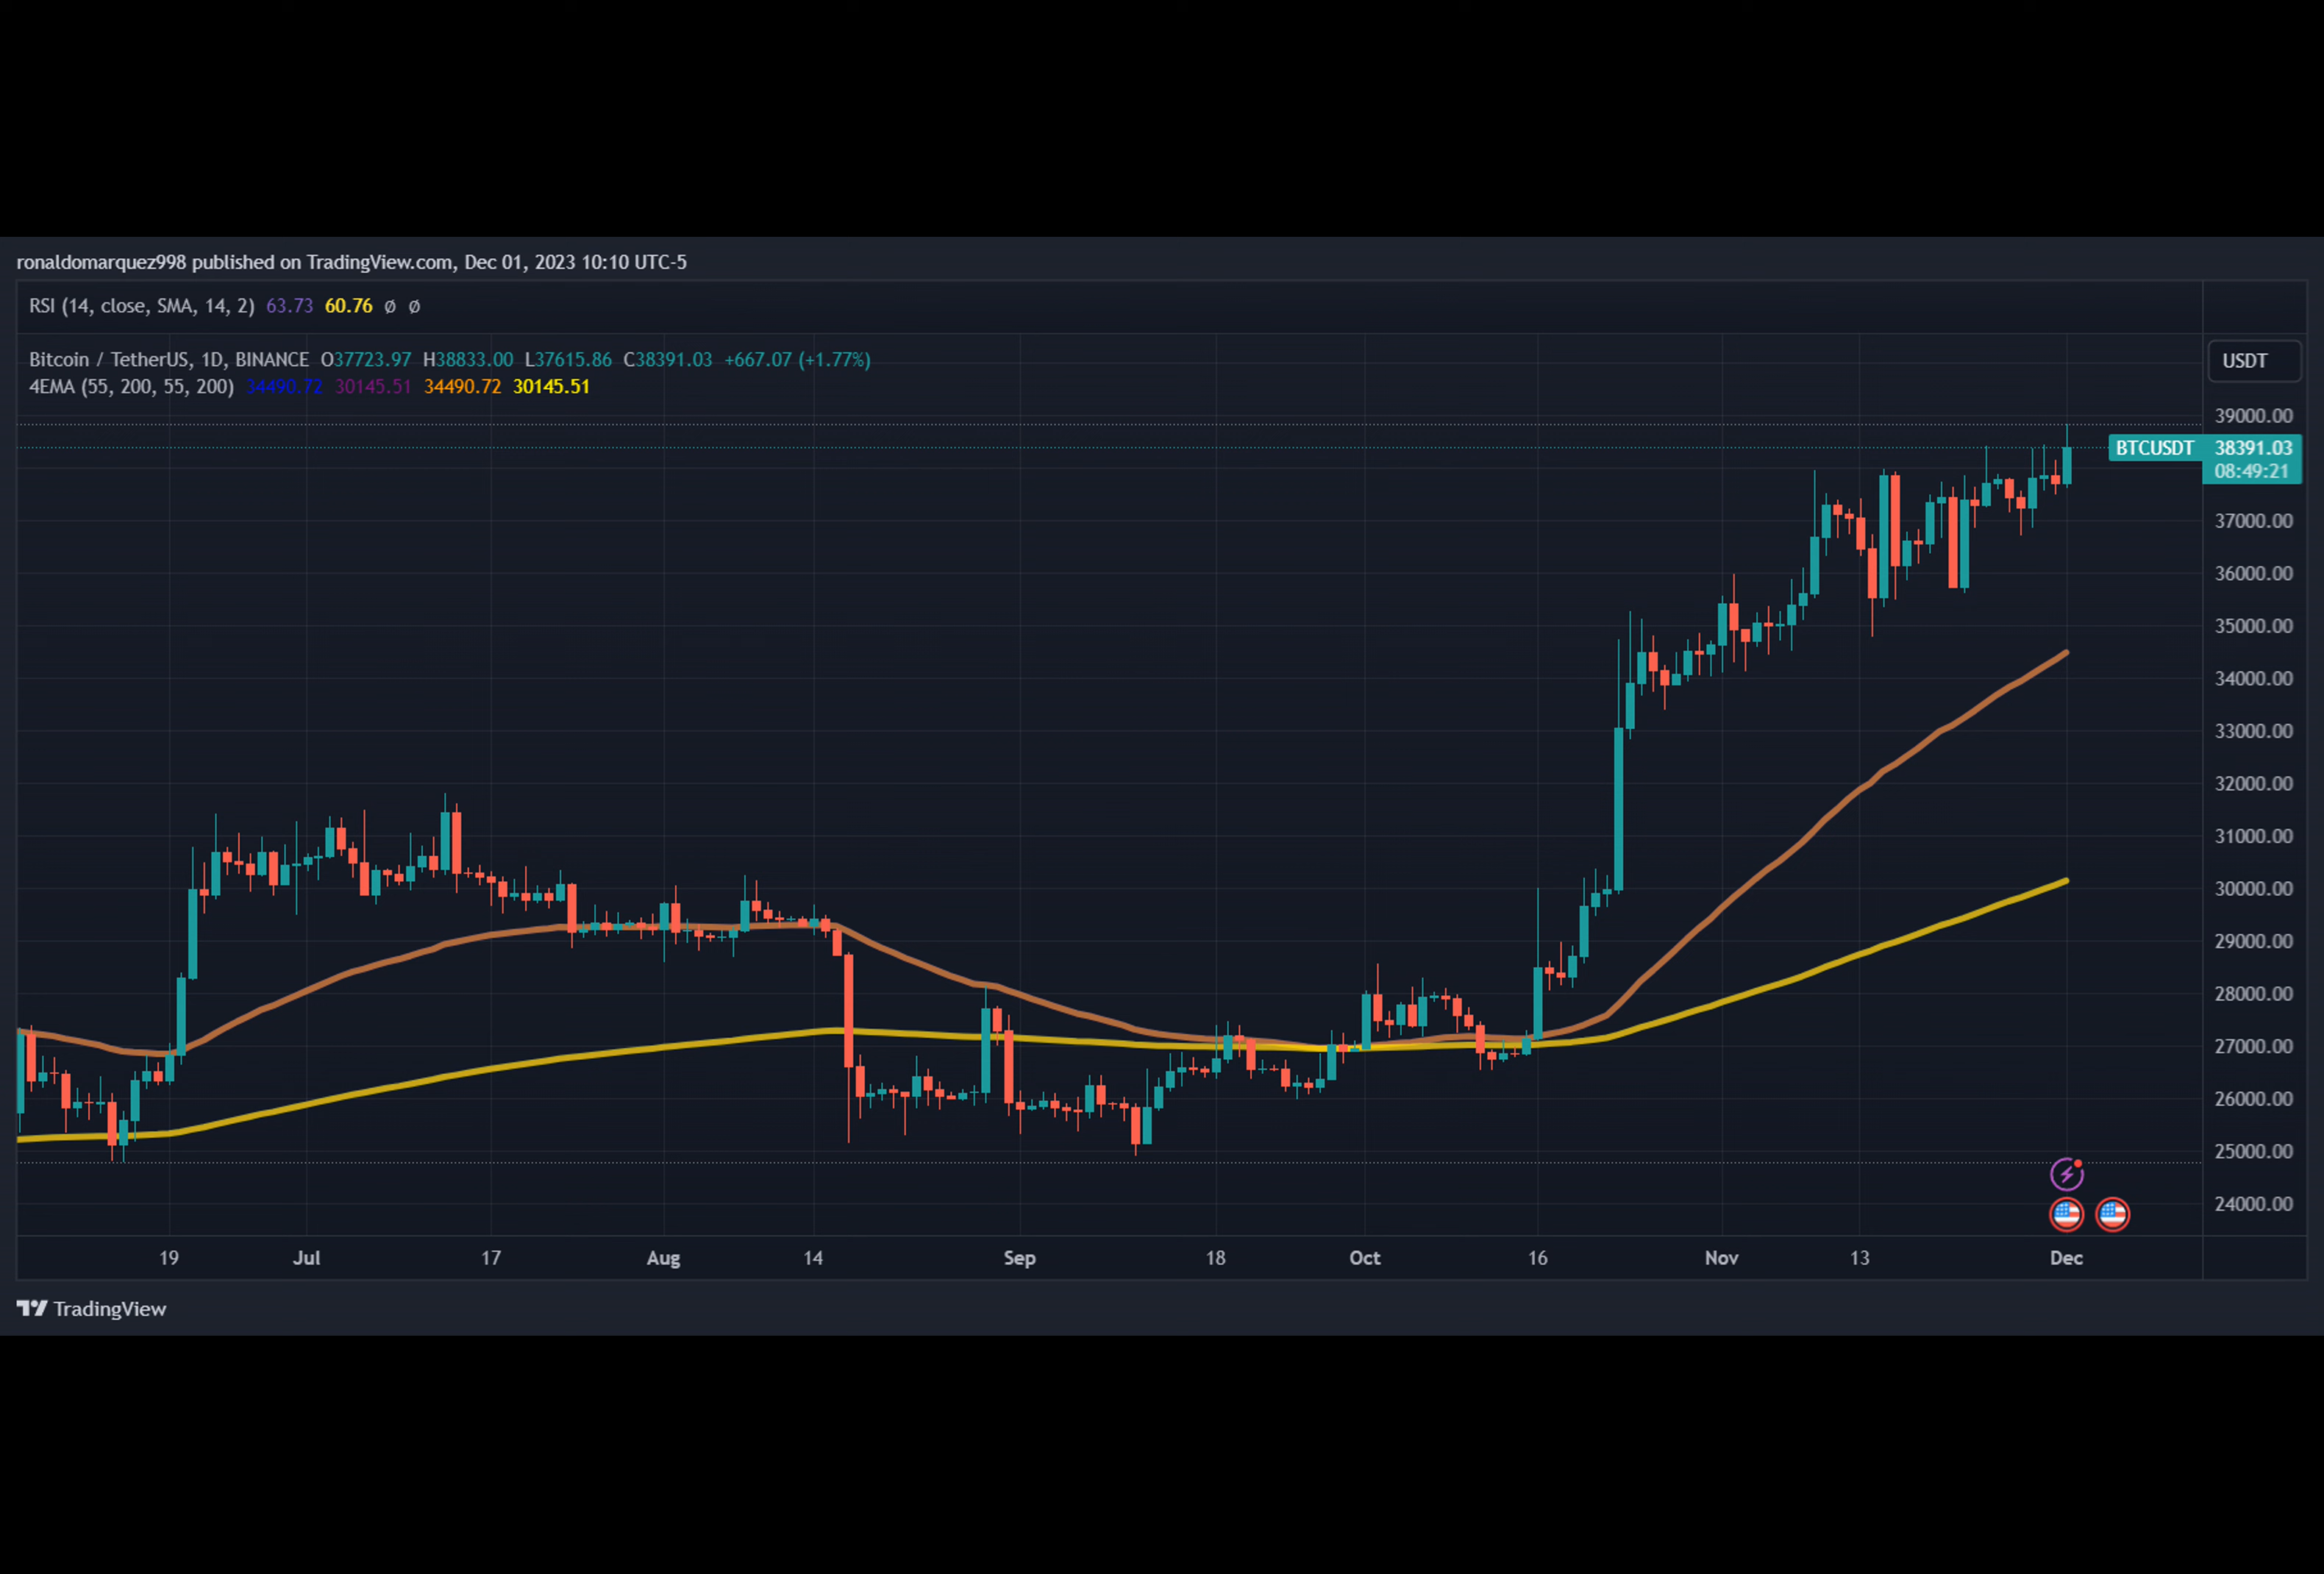 ronaldomarquez998 published on TradingView.com, Dec 01, 2023 10:10 UTC-5
RSI (14, close, SMA, 14, 2) 63.73 60.76 ∅ ∅
Bitcoin / TetherUS, 1D, BINANCE O37723.97 H38833.00 L37615.86 C38391.03 +667.07 (+1.77%)
4EMA (55, 200, 55, 200) 34490.72 30145.51 34490.72 30145.51
USDT
39000.00
BTCUSDT 38391.03
08:49:21
37000.00
36000.00
35000.00
34000.00
33000.00
32000.00
31000.00
30000.00
29000.00
28000.00
27000.00
26000.00
25000.00
24000.00
19 Jul 17 Aug 14 Sep 18 Oct 16 Nov 13 Dec
TradingView